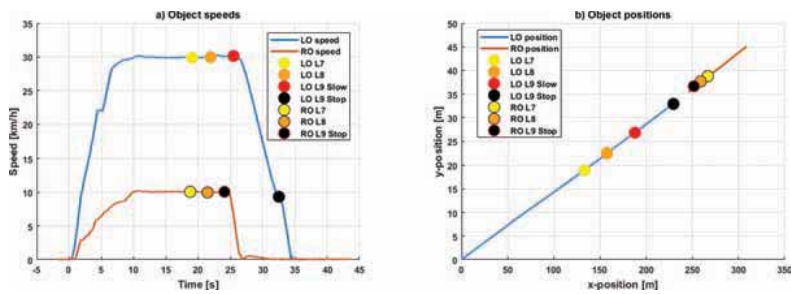 a) Object speeds
35
30
25
20
15
10
5
0
-5 0 5 10 15 20 25 30 35 40 45
Speed [km/h]
Time [s]
LO speed
RO speed
LO L7
LO L8
LO L9 Slow
LO L9 Stop
RO L7
RO L8
RO L9 Stop
b) Object positions
50
45
40
35
30
25
20
15
10
5
0
0 50 100 150 200 250 300 350
y-position [m]
x-position [m]
LO position
RO position
LO L7
LO L8
LO L9 Slow
LO L9 Stop
RO L7
RO L8
RO L9 Stop